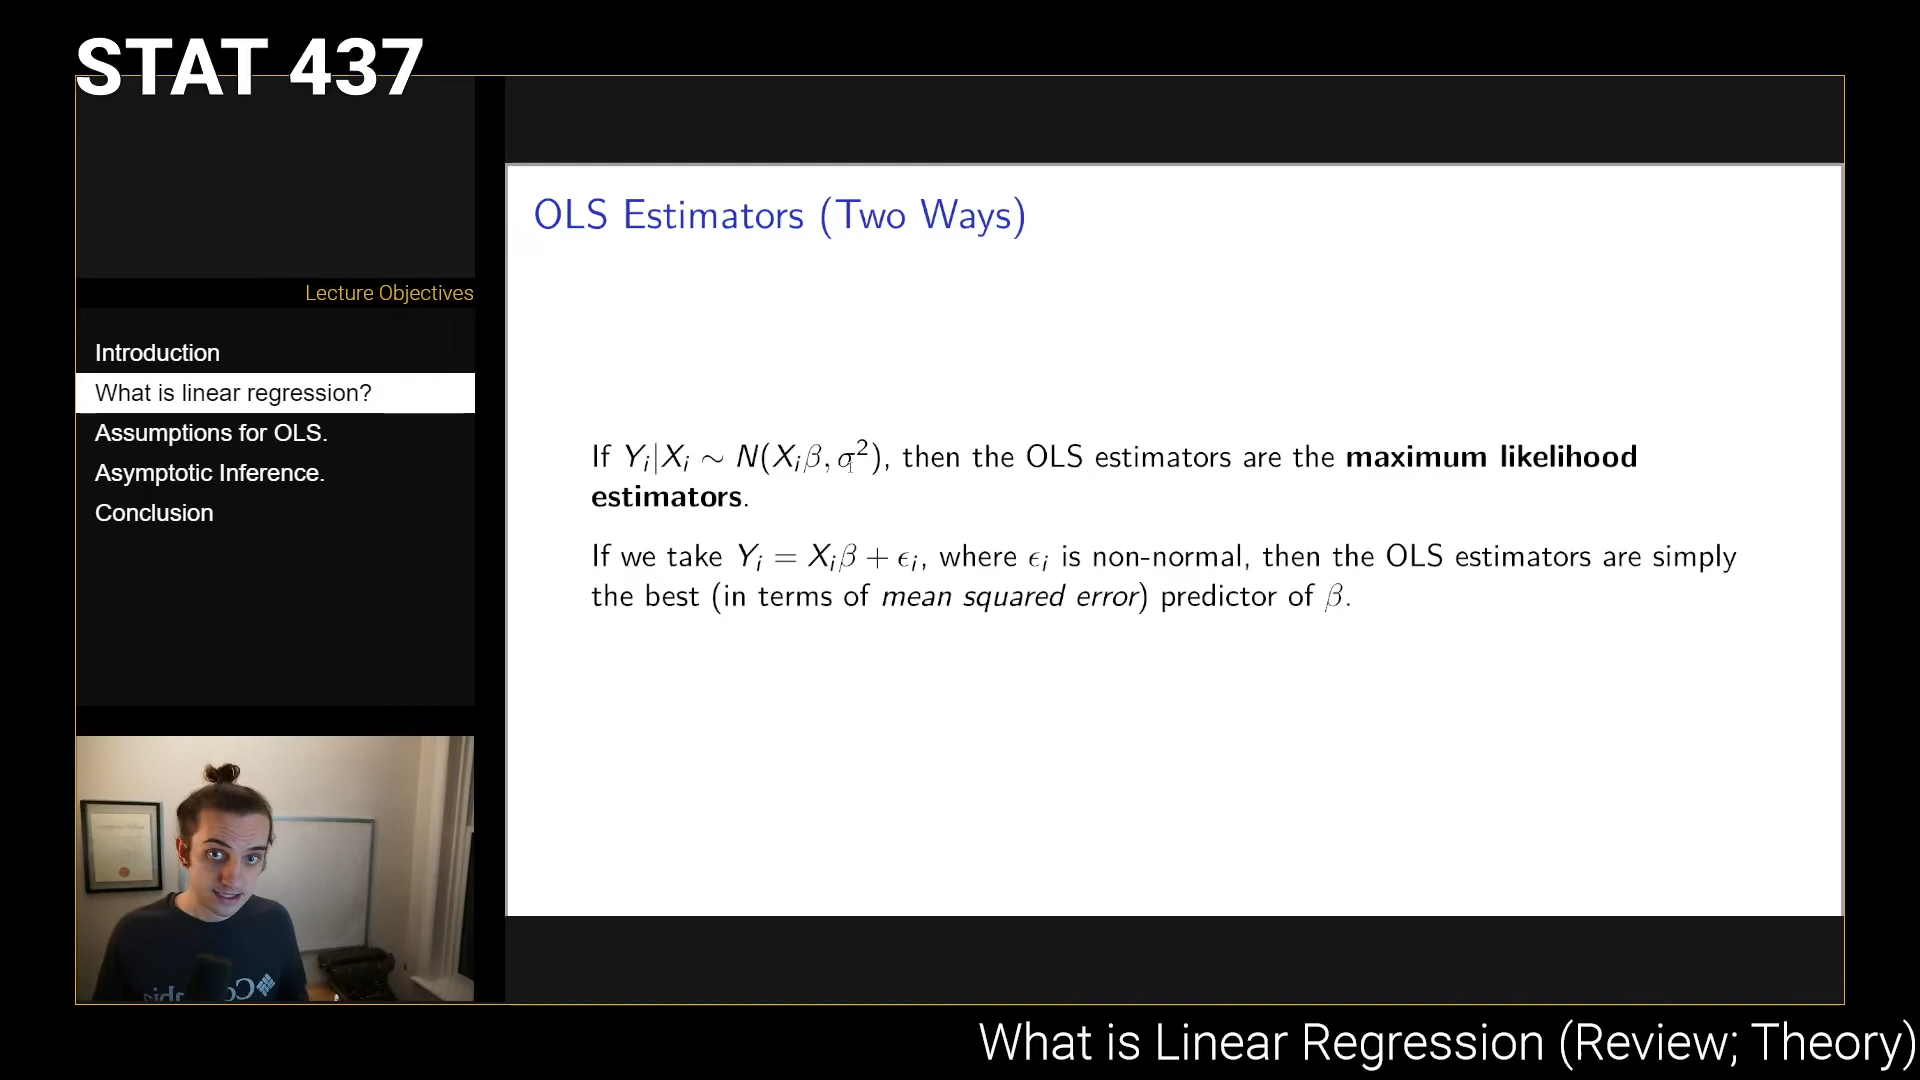 STAT 437
Lecture Objectives
Introduction
What is linear regression?
Assumptions for OLS.
Asymptotic Inference.
Conclusion
OLS Estimators (Two Ways)
If Yᵢ|Xᵢ ∼ N(Xᵢβ, σ²), then the OLS estimators are the maximum likelihood
estimators.
If we take Yᵢ = Xᵢβ + ϵᵢ, where ϵᵢ is non-normal, then the OLS estimators are simply
the best (in terms of mean squared error) predictor of β.
What is Linear Regression (Review; Theory)